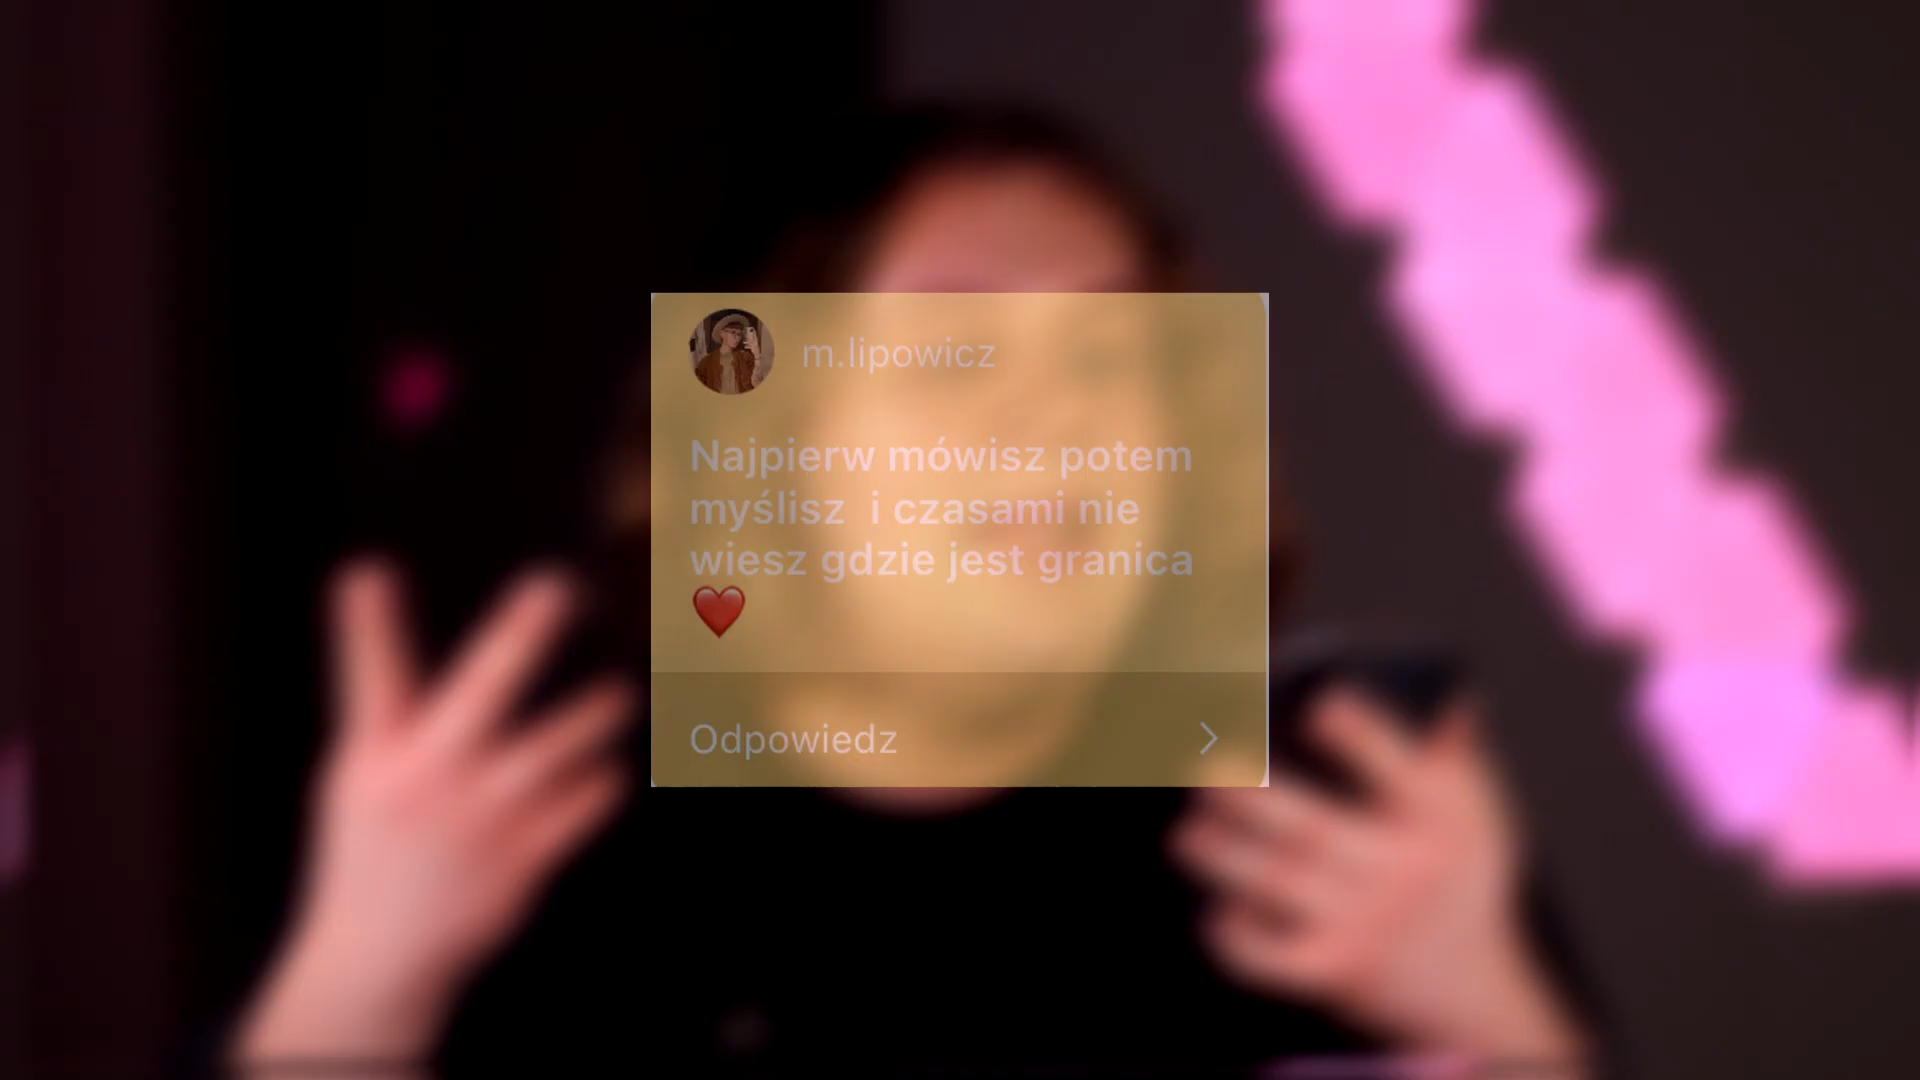 m.lipowicz
Najpierw mówisz potem
myślisz i czasami nie
wiesz gdzie jest granica
❤️
Odpowiedz